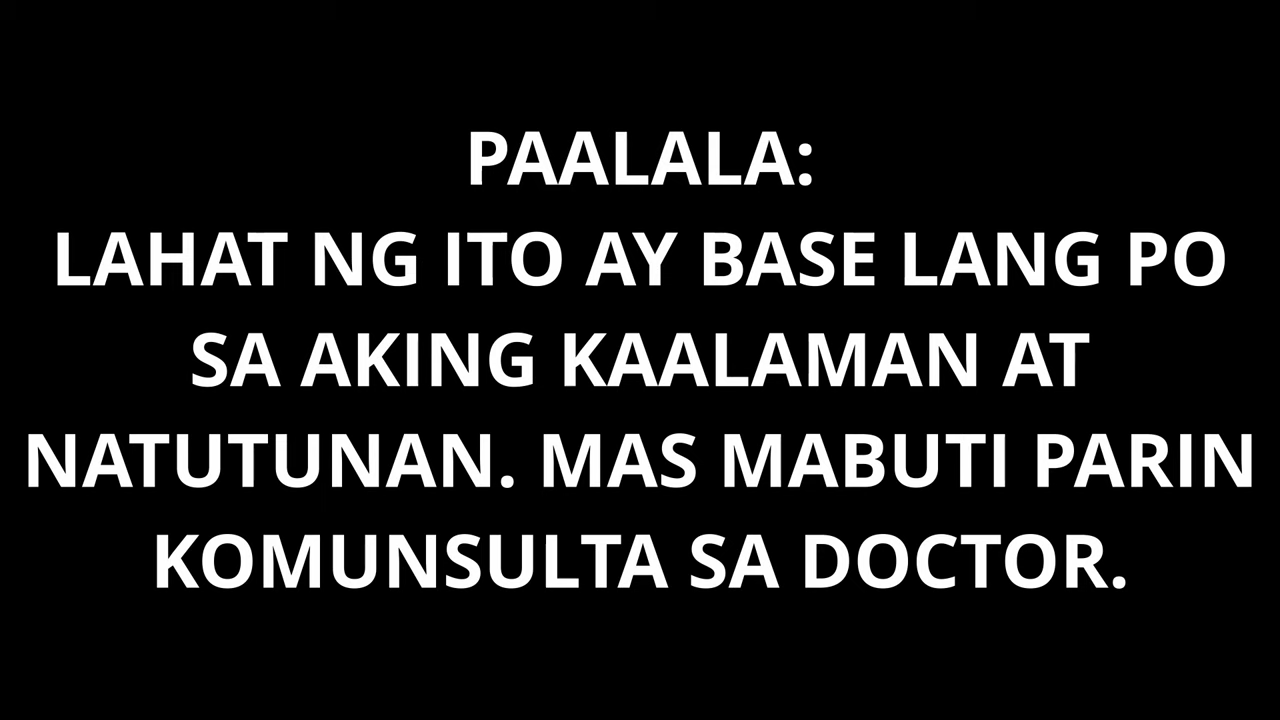 PAALALA:
LAHAT NG ITO AY BASE LANG PO
SA AKING KAALAMAN AT
NATUTUNAN. MAS MABUTI PARIN
KOMUNSULTA SA DOCTOR.